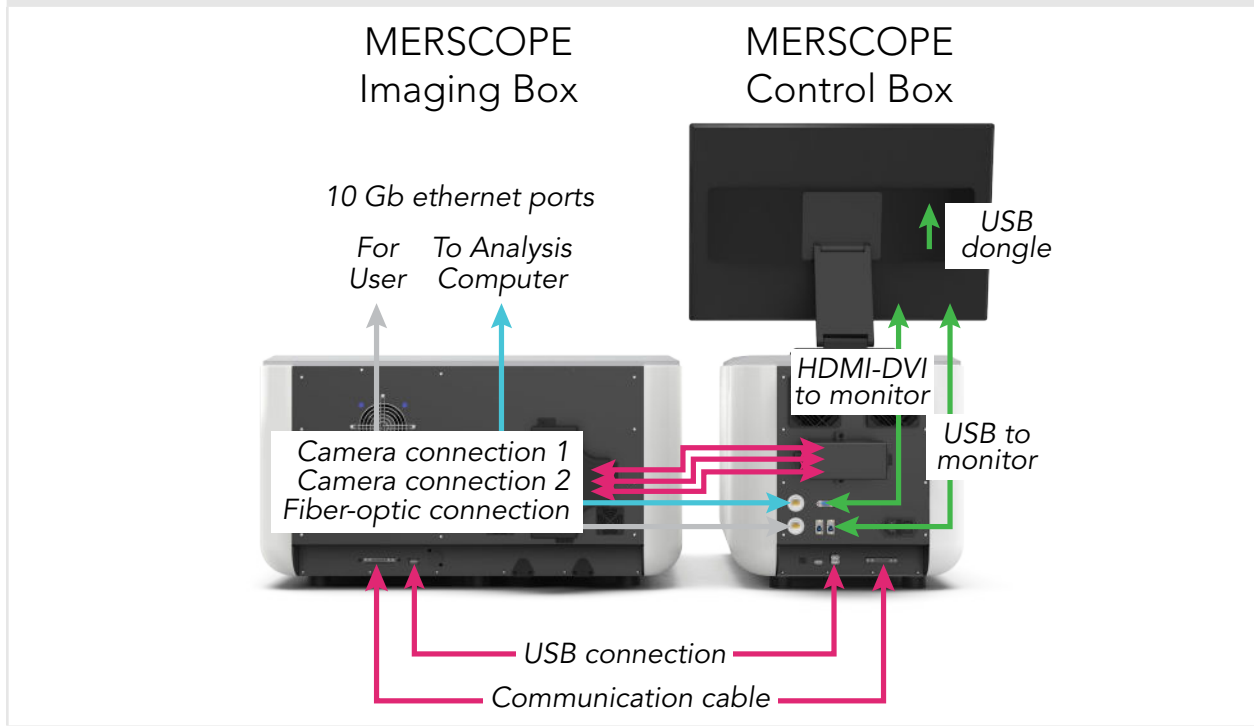 MERSCOPE
Imaging Box
MERSCOPE
Control Box
10 Gb ethernet ports
For
User
To Analysis
Computer
USB
dongle
HDMI-DVI
to monitor
USB to
monitor
Camera connection 1
Camera connection 2
Fiber-optic connection
USB connection
Communication cable